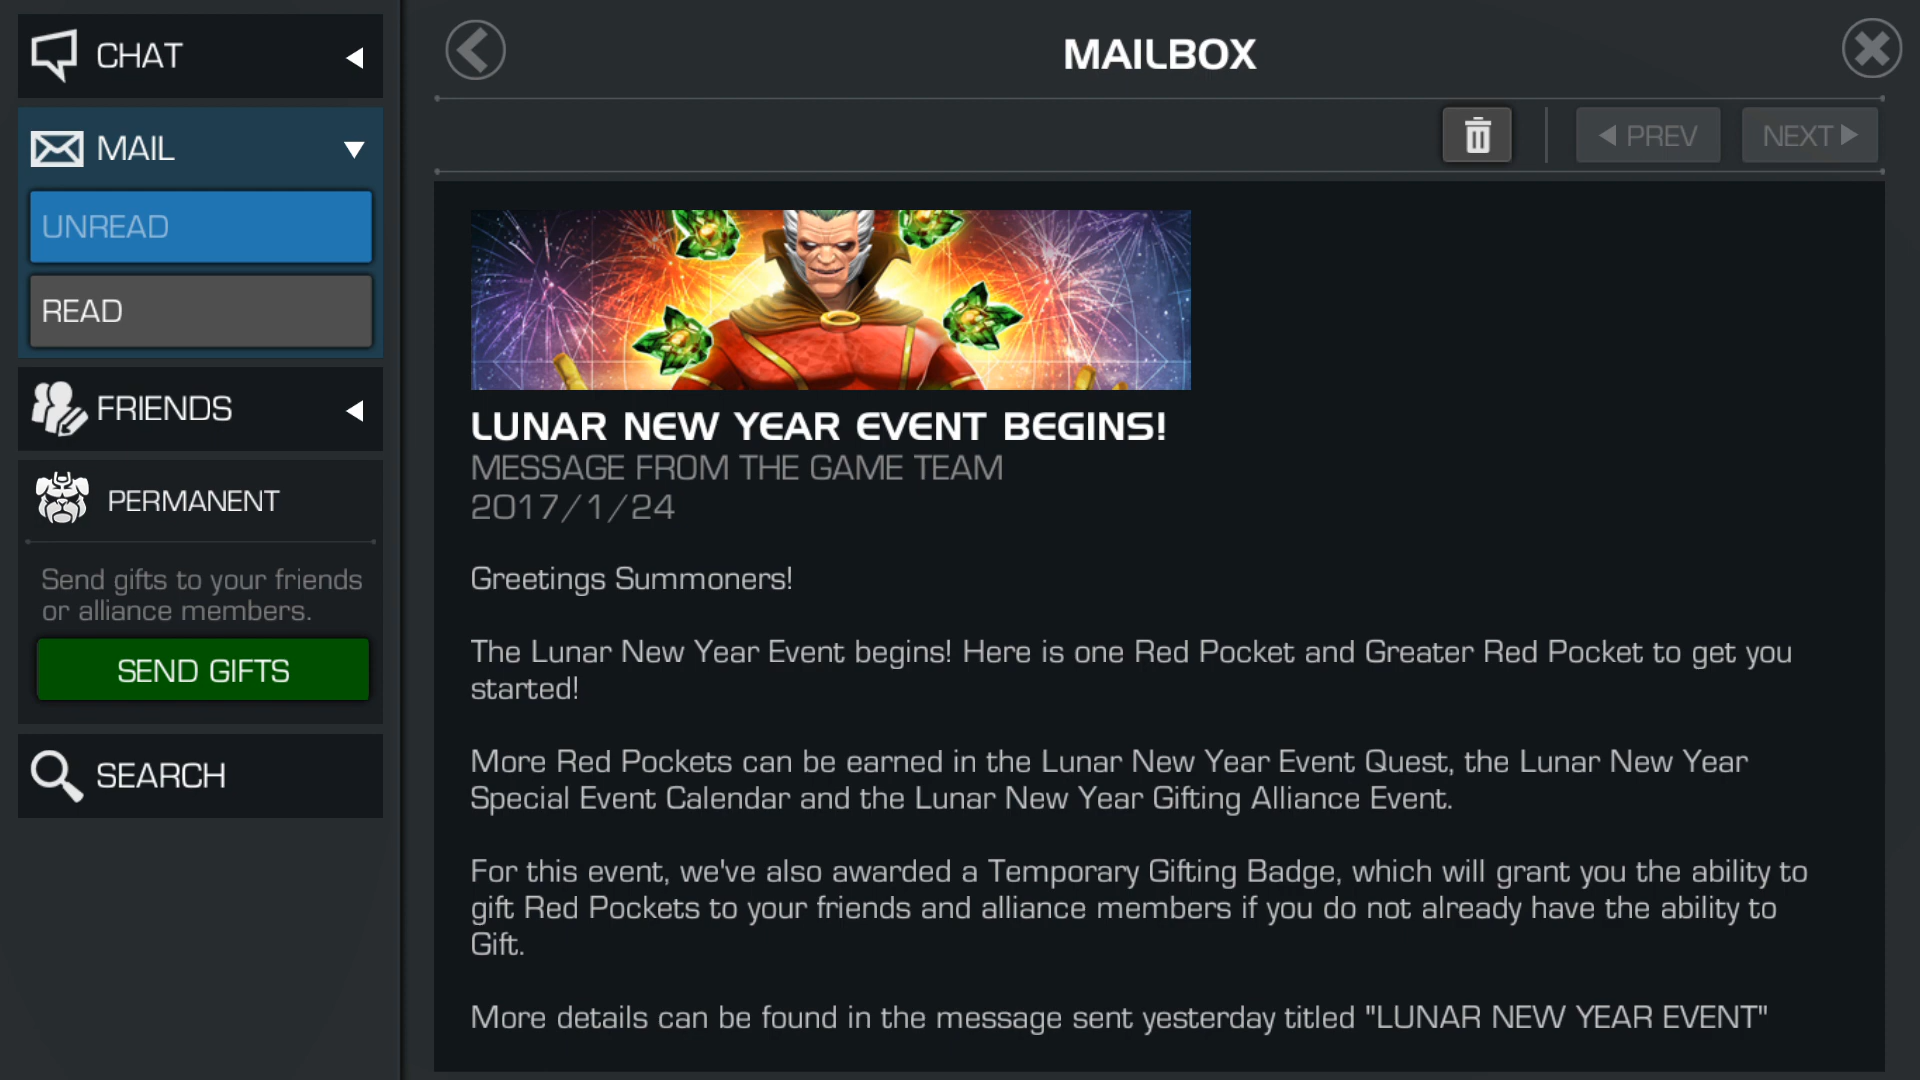 CHAT
MAIL
UNREAD
READ
FRIENDS
PERMANENT
Send gifts to your friends
or alliance members.
SEND GIFTS
SEARCH
MAILBOX
PREV
NEXT
LUNAR NEW YEAR EVENT BEGINS!
MESSAGE FROM THE GAME TEAM
2017/1/24
Greetings Summoners!
The Lunar New Year Event begins! Here is one Red Pocket and Greater Red Pocket to get you
started!
More Red Pockets can be earned in the Lunar New Year Event Quest, the Lunar New Year
Special Event Calendar and the Lunar New Year Gifting Alliance Event.
For this event, we've also awarded a Temporary Gifting Badge, which will grant you the ability to
gift Red Pockets to your friends and alliance members if you do not already have the ability to
Gift.
More details can be found in the message sent yesterday titled "LUNAR NEW YEAR EVENT"